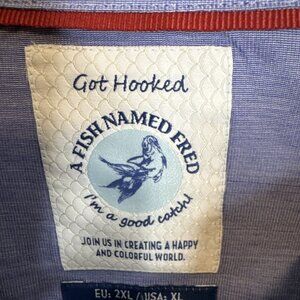 Got Hooked
A FISH NAMED FRED
I'm a good catch!
JOIN US IN CREATING A HAPPY
AND COLORFUL WORLD.
EU: 2XL / USA: XL